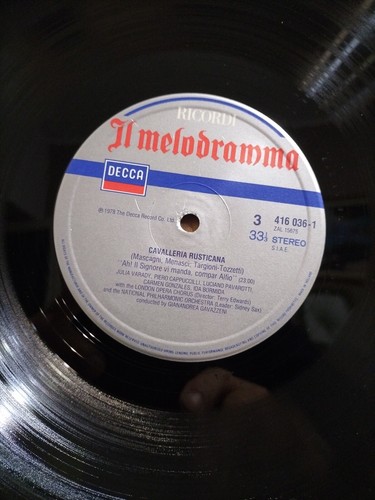 RICORDI
Il melodramma
DECCA
℗ 1978 The Decca Record Co. Ltd.
3 416 036-1
ZAL 15675
33⅓ STEREO
S.I.A.E.
CAVALLERIA RUSTICANA
(Mascagni, Menasci, Targioni-Tozzetti)
"Ah! Il Signore vi manda, compar Alfio" (23.00)
JULIA VARADY, PIERO CAPPUCCILLI, LUCIANO PAVAROTTI,
CARMEN GONZALES, IDA BORMIDA
with the LONDON OPERA CHORUS (Director: Terry Edwards)
and the NATIONAL PHILHARMONIC ORCHESTRA (Leader: Sidney Sax)
conducted by GIANANDREA GAVAZZENI